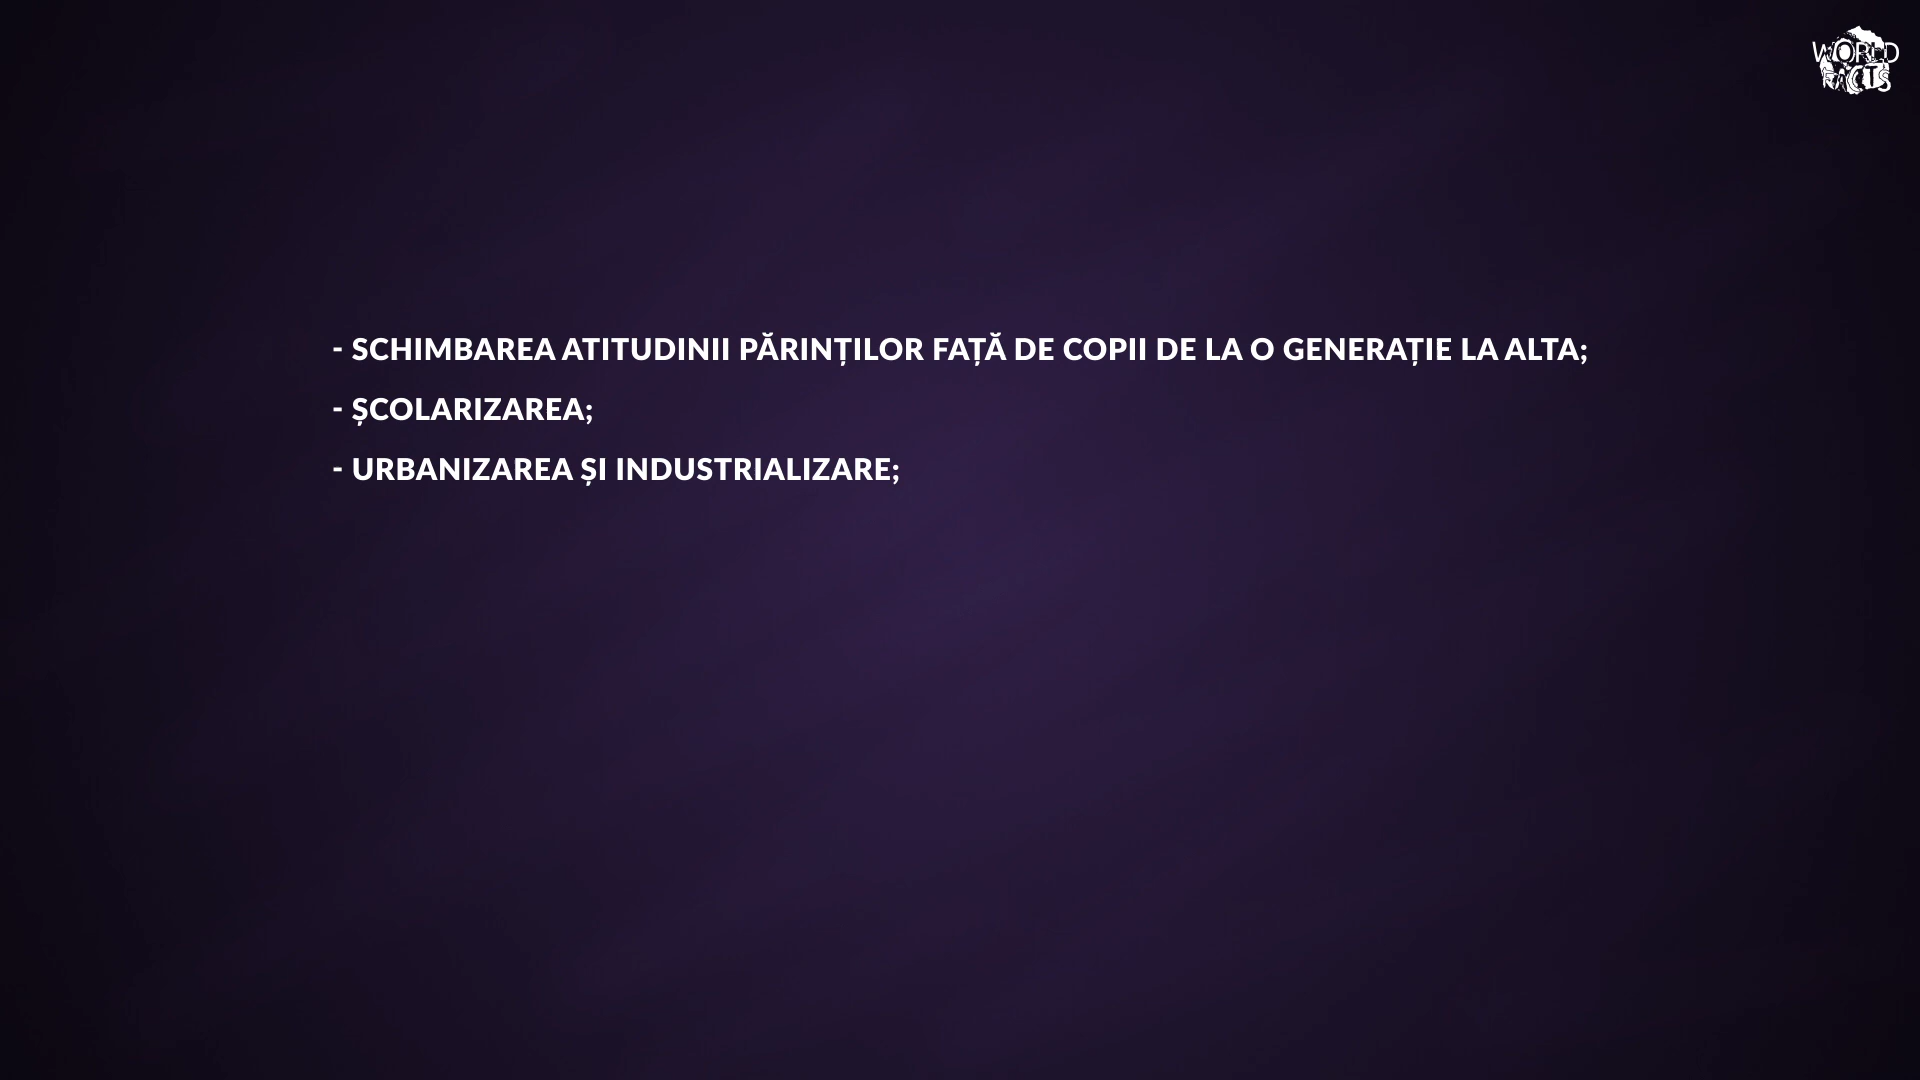 WORLD
FACTS
- SCHIMBAREA ATITUDINII PĂRINȚILOR FAȚĂ DE COPII DE LA O GENERAȚIE LA ALTA;
- ȘCOLARIZAREA;
- URBANIZAREA ȘI INDUSTRIALIZARE;